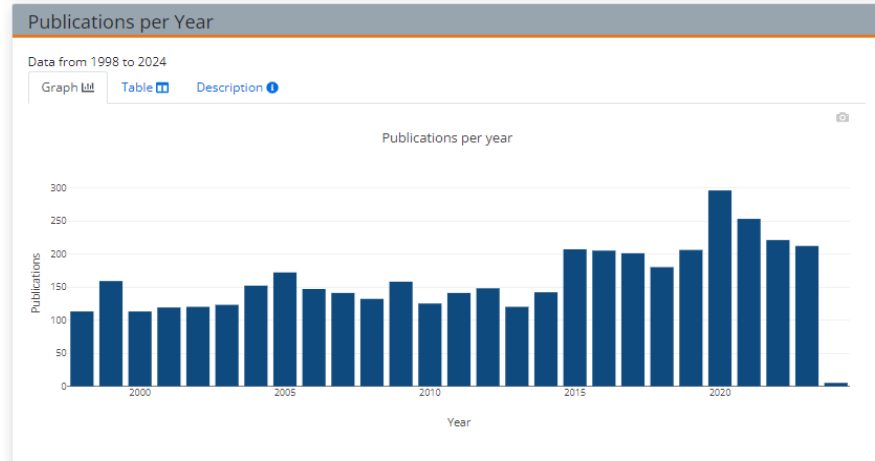 Publications per Year
Data from 1998 to 2024
Graph Table Description
Publications per year
300
250
200
150
100
50
0
Publications
2000 2005 2010 2015 2020
Year